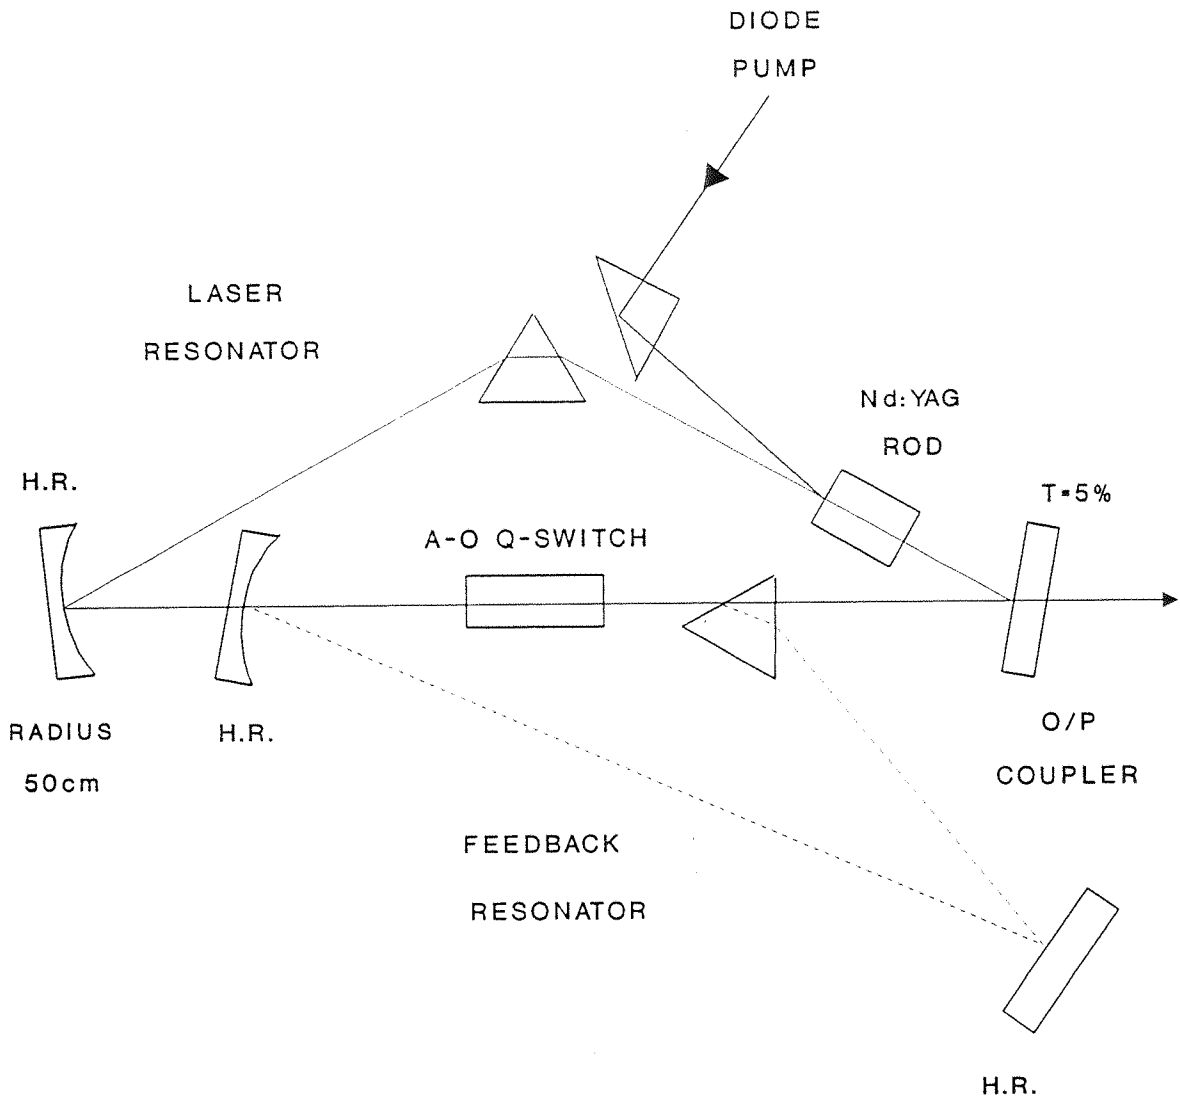 DIODE
PUMP
LASER
RESONATOR
Nd:YAG
ROD
H.R.
T=5%
A-O Q-SWITCH
RADIUS
50cm
H.R.
O/P
COUPLER
FEEDBACK
RESONATOR
H.R.